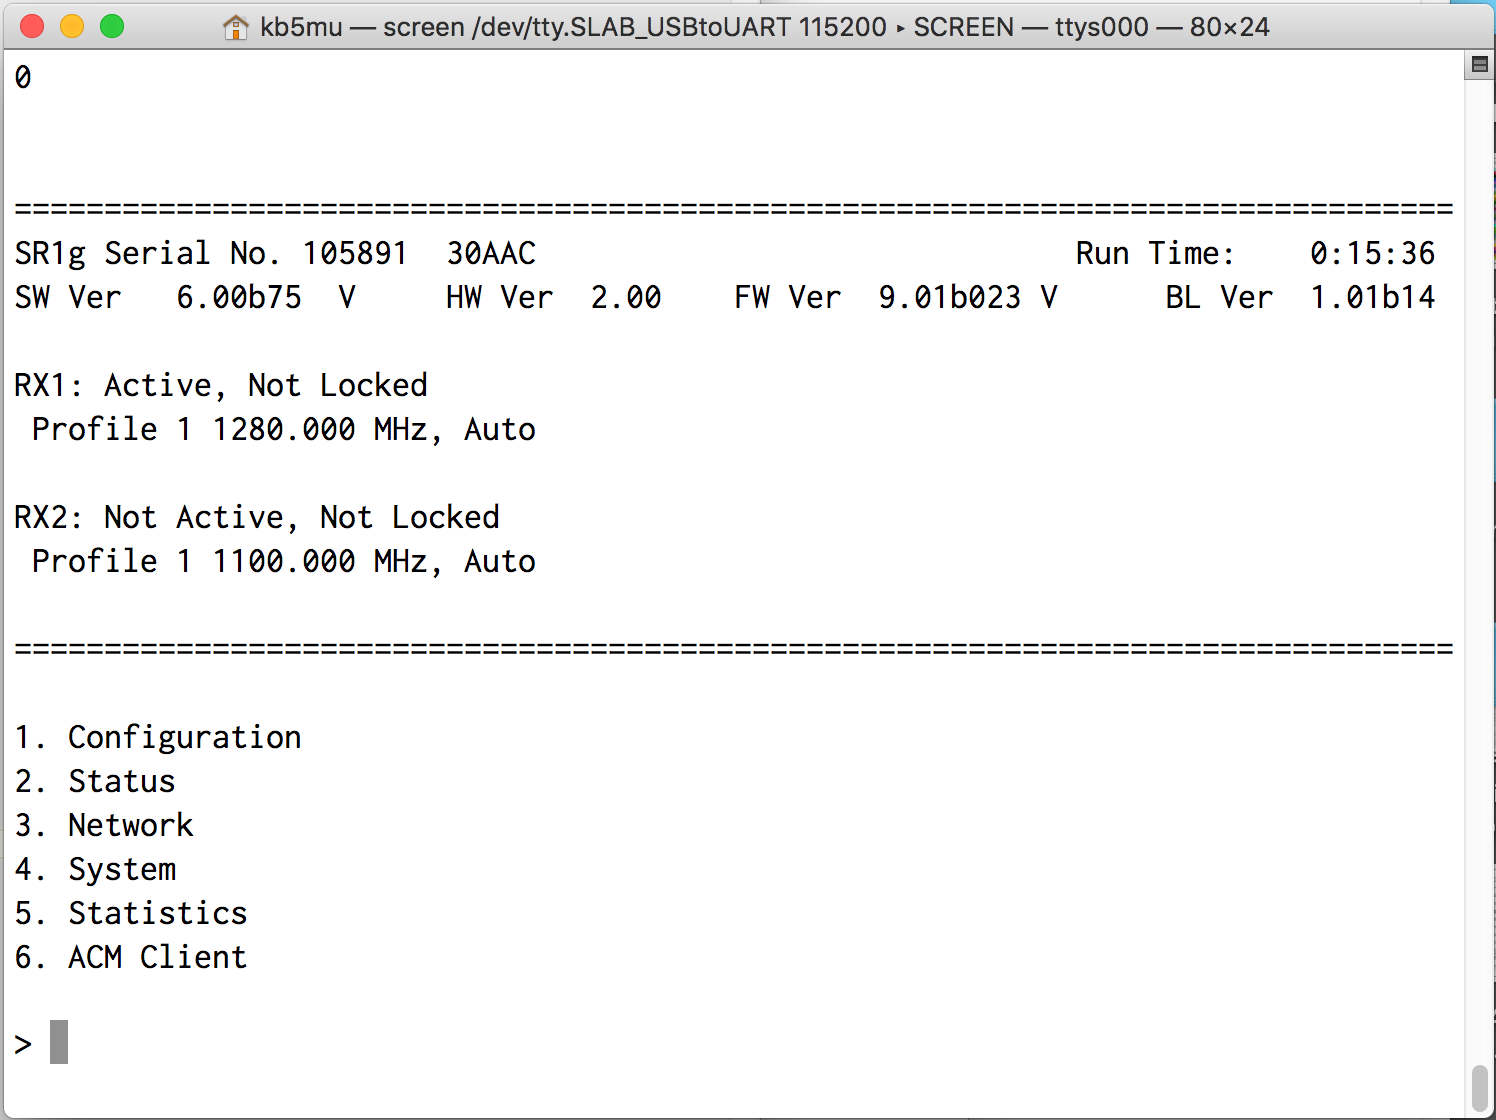 kb5mu — screen /dev/tty.SLAB_USBtoUART 115200 ▸ SCREEN — ttys000 — 80×24
0
================================================================================
SR1g Serial No. 105891  30AAC                              Run Time:    0:15:36
SW Ver   6.00b75  V     HW Ver  2.00    FW Ver  9.01b023 V      BL Ver  1.01b14
RX1: Active, Not Locked
 Profile 1 1280.000 MHz, Auto
RX2: Not Active, Not Locked
 Profile 1 1100.000 MHz, Auto
================================================================================
1. Configuration
2. Status
3. Network
4. System
5. Statistics
6. ACM Client
>